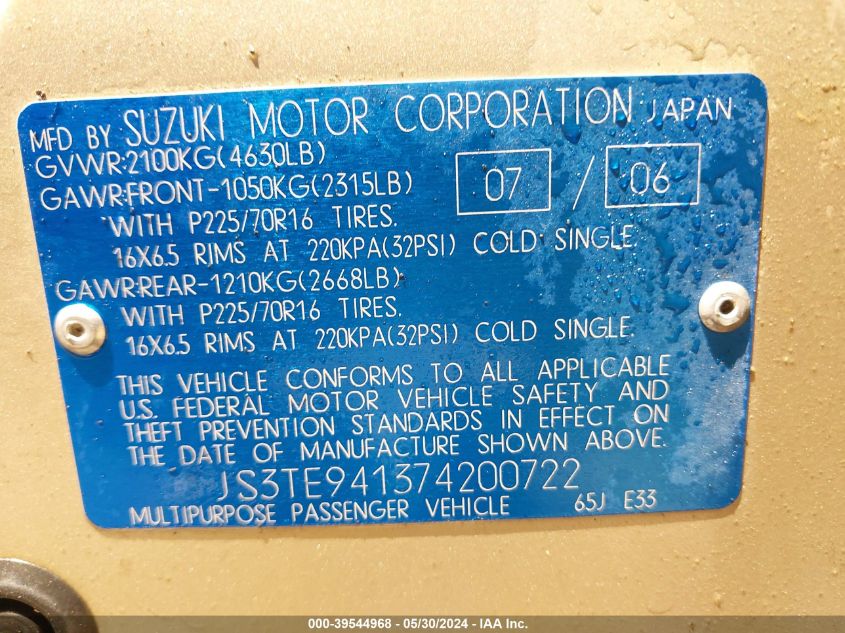 MFD BY SUZUKI MOTOR CORPORATION JAPAN
GVWR:2100KG(4630LB)
GAWR:FRONT-1050KG(2315LB) 07 / 06
WITH P225/70R16 TIRES.
16X6.5 RIMS AT 220KPA(32PSI) COLD SINGLE.
GAWR:REAR-1210KG(2668LB)
WITH P225/70R16 TIRES.
16X6.5 RIMS AT 220KPA(32PSI) COLD SINGLE.
THIS VEHICLE CONFORMS TO ALL APPLICABLE
U.S. FEDERAL MOTOR VEHICLE SAFETY AND
THEFT PREVENTION STANDARDS IN EFFECT ON
THE DATE OF MANUFACTURE SHOWN ABOVE.
JS3TE941374200722
MULTIPURPOSE PASSENGER VEHICLE 65J E33
000-39544968 - 05/30/2024 - IAA Inc.